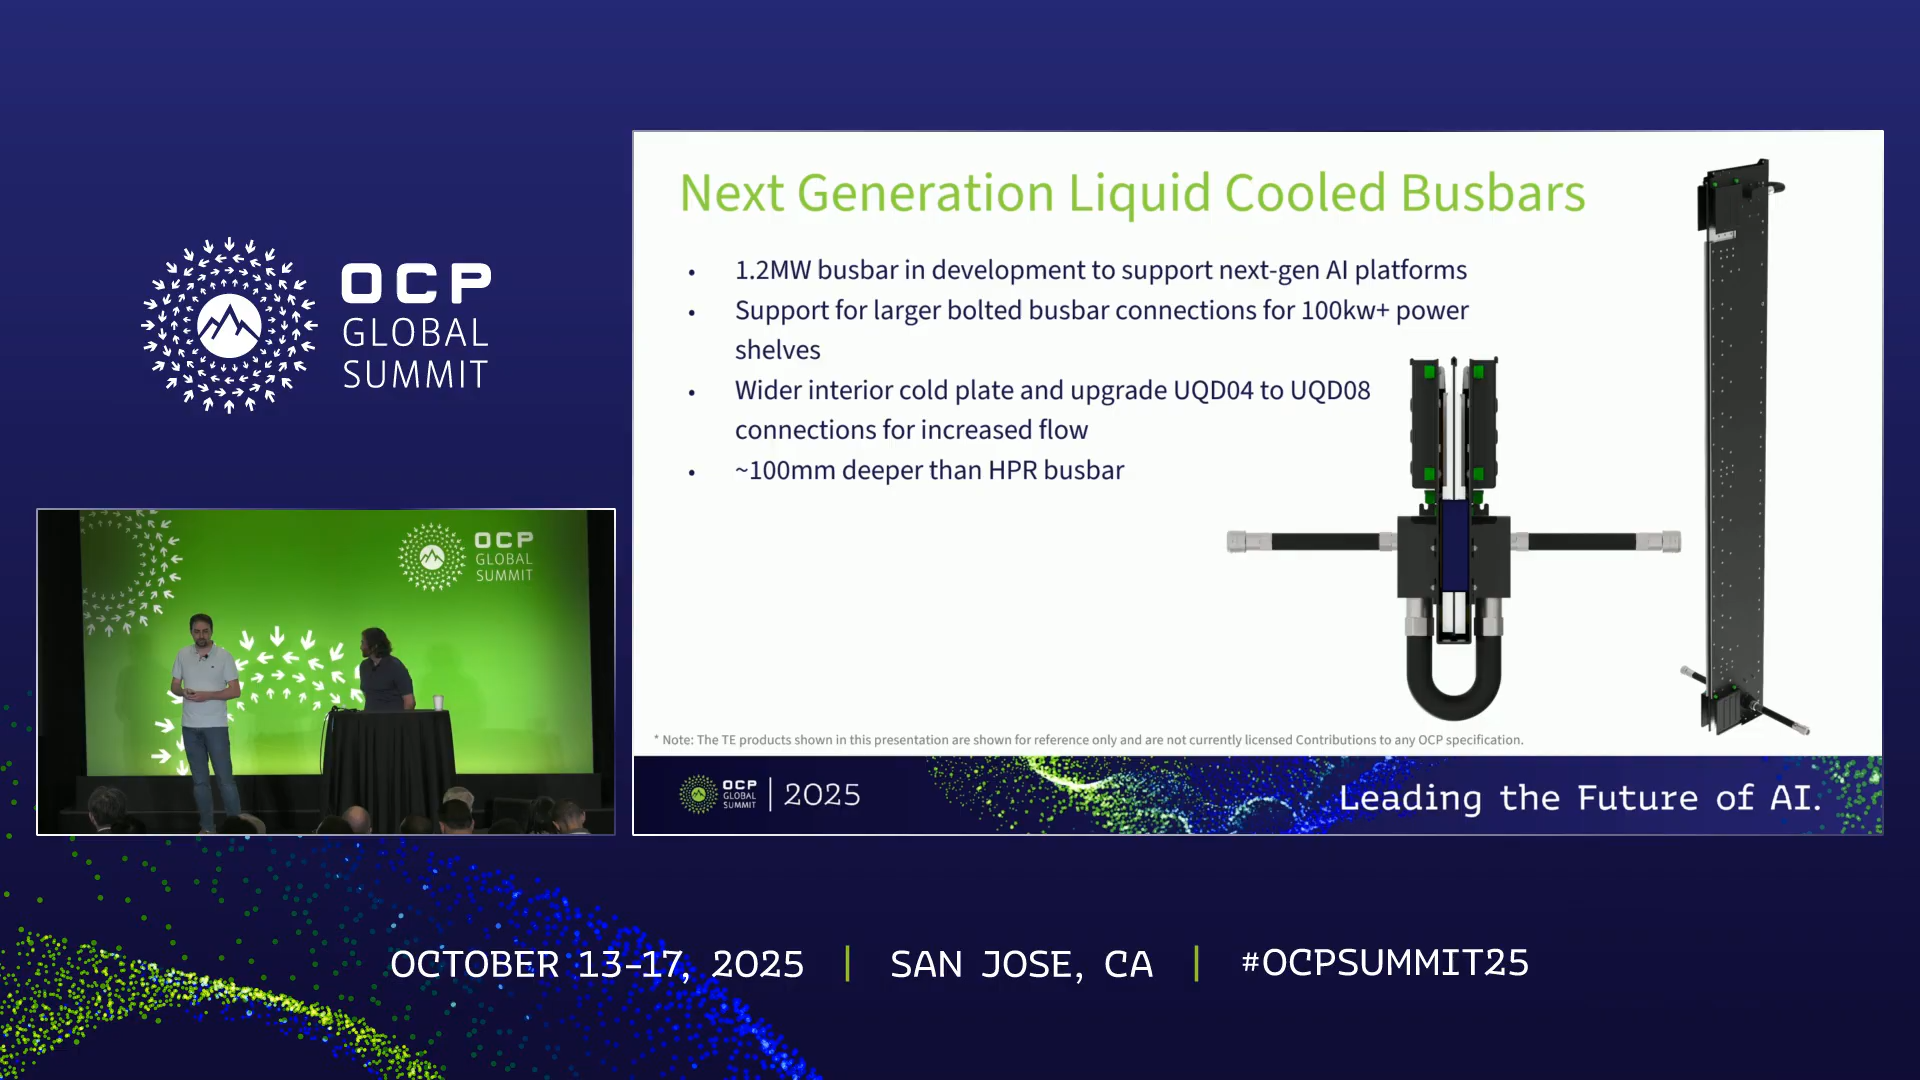 OCP
GLOBAL
SUMMIT
Next Generation Liquid Cooled Busbars
• 1.2MW busbar in development to support next-gen AI platforms
• Support for larger bolted busbar connections for 100kw+ power
shelves
• Wider interior cold plate and upgrade UQD04 to UQD08
connections for increased flow
• ~100mm deeper than HPR busbar
* Note: The TE products shown in this presentation are shown for reference only and are not currently licensed Contributions to any OCP specification.
OCP
GLOBAL
SUMMIT
2025
Leading the Future of AI.
OCP
GLOBAL
SUMMIT
OCTOBER 13-17, 2025 | SAN JOSE, CA | #OCPSUMMIT25